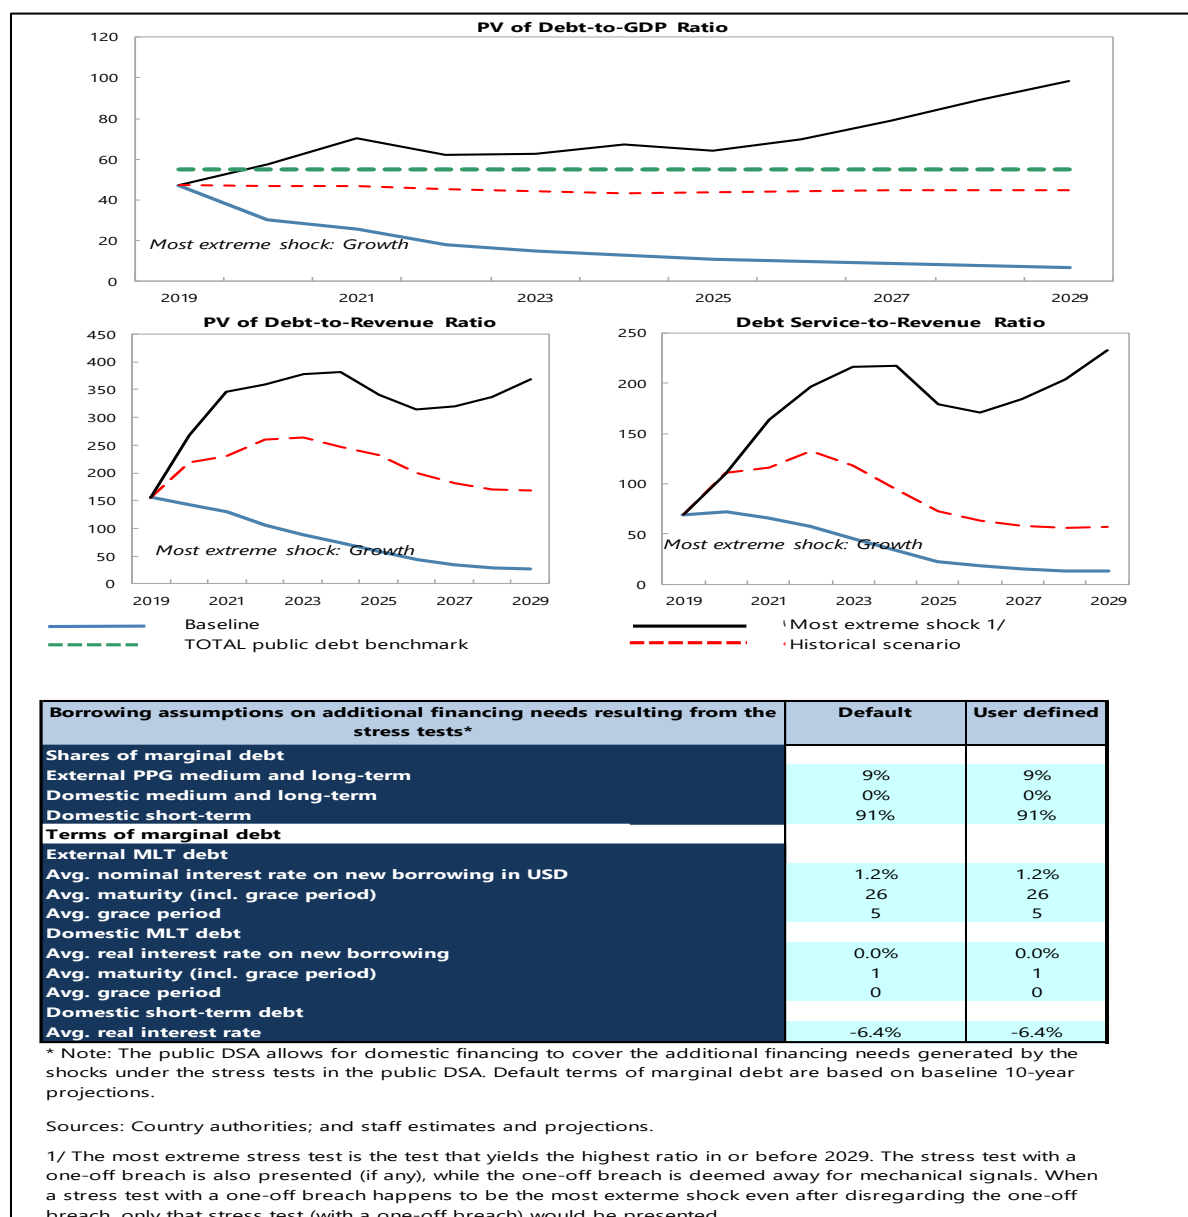 PV of Debt-to-GDP Ratio
120
100
80
60
40
20
0
Most extreme shock: Growth
2019 2021 2023 2025 2027 2029
PV of Debt-to-Revenue Ratio
450
400
350
300
250
200
150
100
50
0
Most extreme shock: Growth
2019 2021 2023 2025 2027 2029
Debt Service-to-Revenue Ratio
250
200
150
100
50
0
Most extreme shock: Growth
2019 2021 2023 2025 2027 2029
Baseline
Most extreme shock 1/
TOTAL public debt benchmark
Historical scenario
Borrowing assumptions on additional financing needs resulting from the
stress tests*
Default
User defined
Shares of marginal debt
External PPG medium and long-term 9% 9%
Domestic medium and long-term 0% 0%
Domestic short-term 91% 91%
Terms of marginal debt
External MLT debt
Avg. nominal interest rate on new borrowing in USD 1.2% 1.2%
Avg. maturity (incl. grace period) 26 26
Avg. grace period 5 5
Domestic MLT debt
Avg. real interest rate on new borrowing 0.0% 0.0%
Avg. maturity (incl. grace period) 1 1
Avg. grace period 0 0
Domestic short-term debt
Avg. real interest rate -6.4% -6.4%
* Note: The public DSA allows for domestic financing to cover the additional financing needs generated by the
shocks under the stress tests in the public DSA. Default terms of marginal debt are based on baseline 10-year
projections.
Sources: Country authorities; and staff estimates and projections.
1/ The most extreme stress test is the test that yields the highest ratio in or before 2029. The stress test with a
one-off breach is also presented (if any), while the one-off breach is deemed away for mechanical signals. When
a stress test with a one-off breach happens to be the most exterme shock even after disregarding the one-off
breach, only that stress test (with a one-off breach) would be presented.